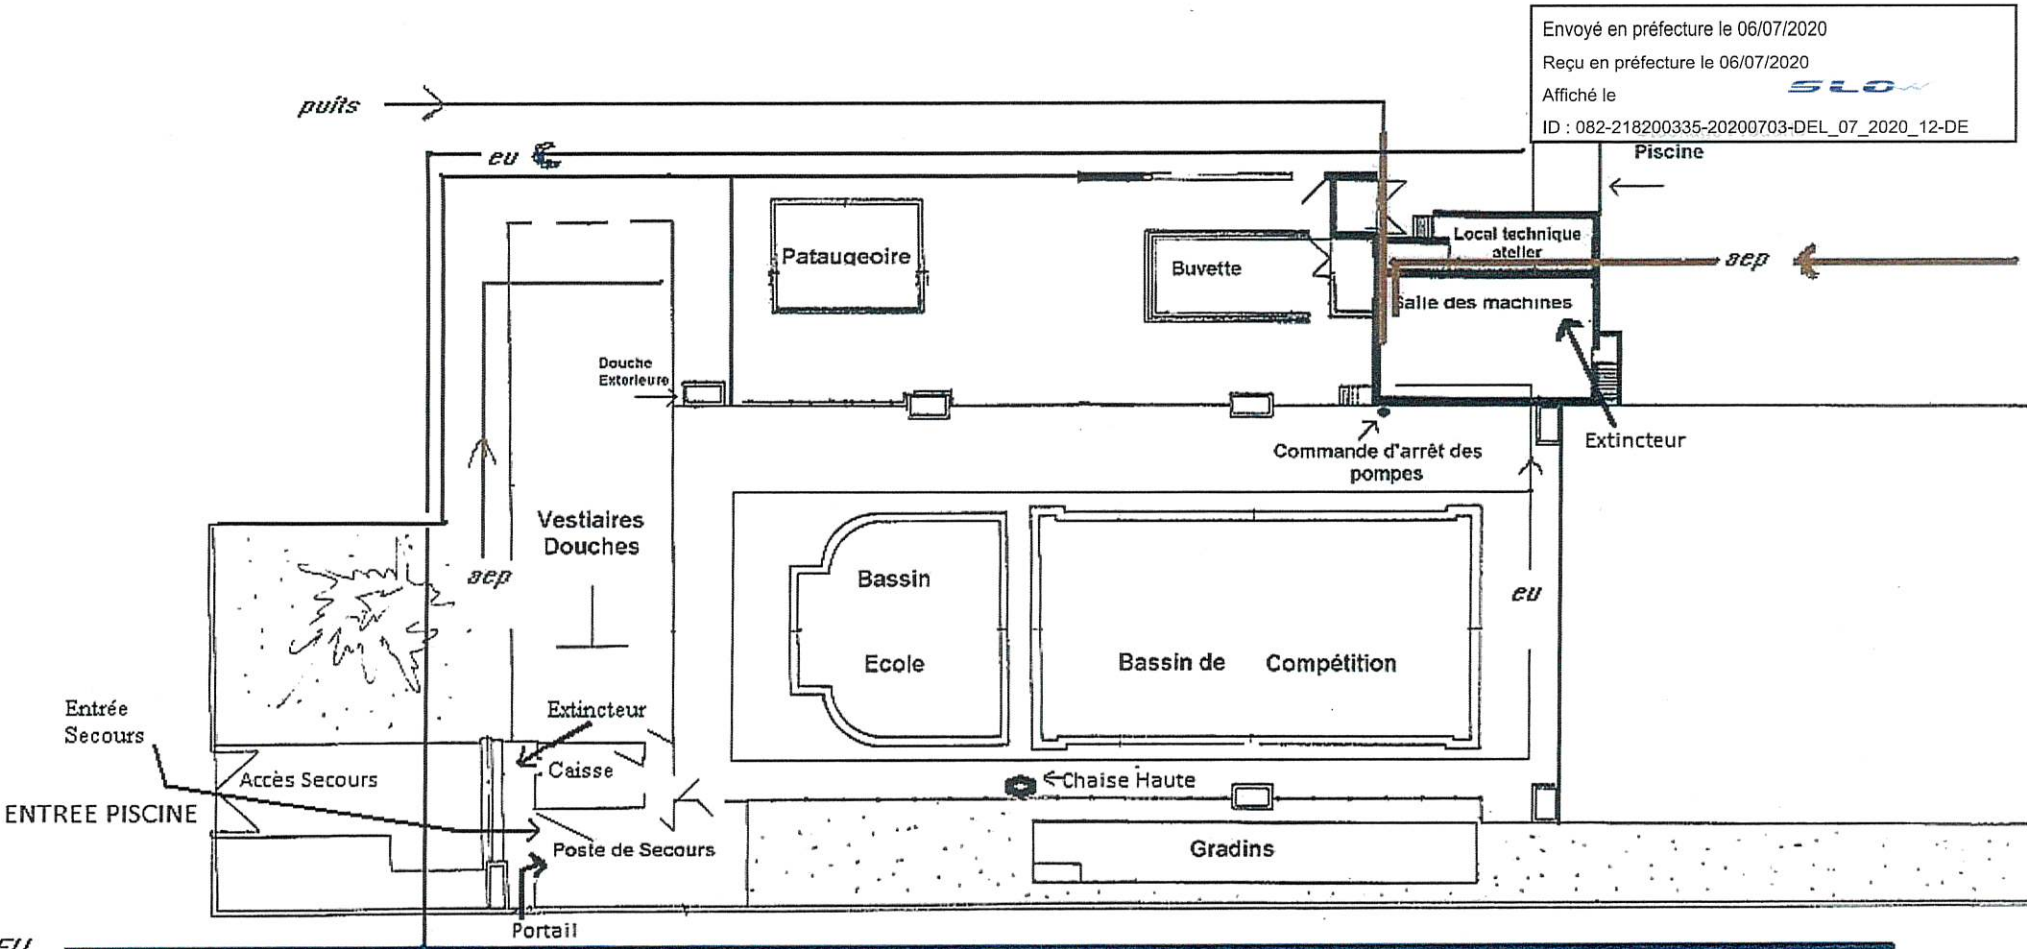 Envoyé en préfecture le 06/07/2020
Reçu en préfecture le 06/07/2020
Affiché le
SLO
ID : 082-218200335-20200703-DEL_07_2020_12-DE
puits
eu
Piscine
Pataugeoire
Buvette
Local technique
atelier
aep
Salle des machines
Douche
Exterieure
Commande d'arrêt des
pompes
Extincteur
Vestiaires
Douches
aep
Bassin
Ecole
Bassin de Compétition
eu
Entrée
Secours
Extincteur
Accès Secours
Caisse
Chaise Haute
ENTREE PISCINE
Poste de Secours
Gradins
Portail
EU